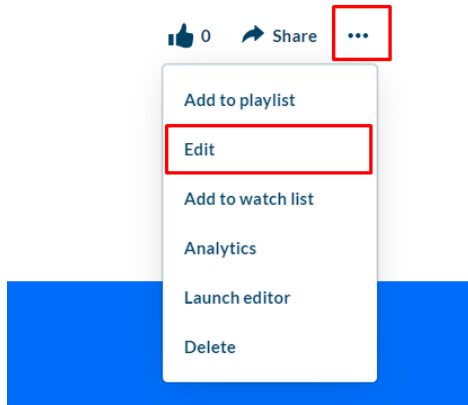 0 Share •••
Add to playlist
Edit
Add to watch list
Analytics
Launch editor
Delete